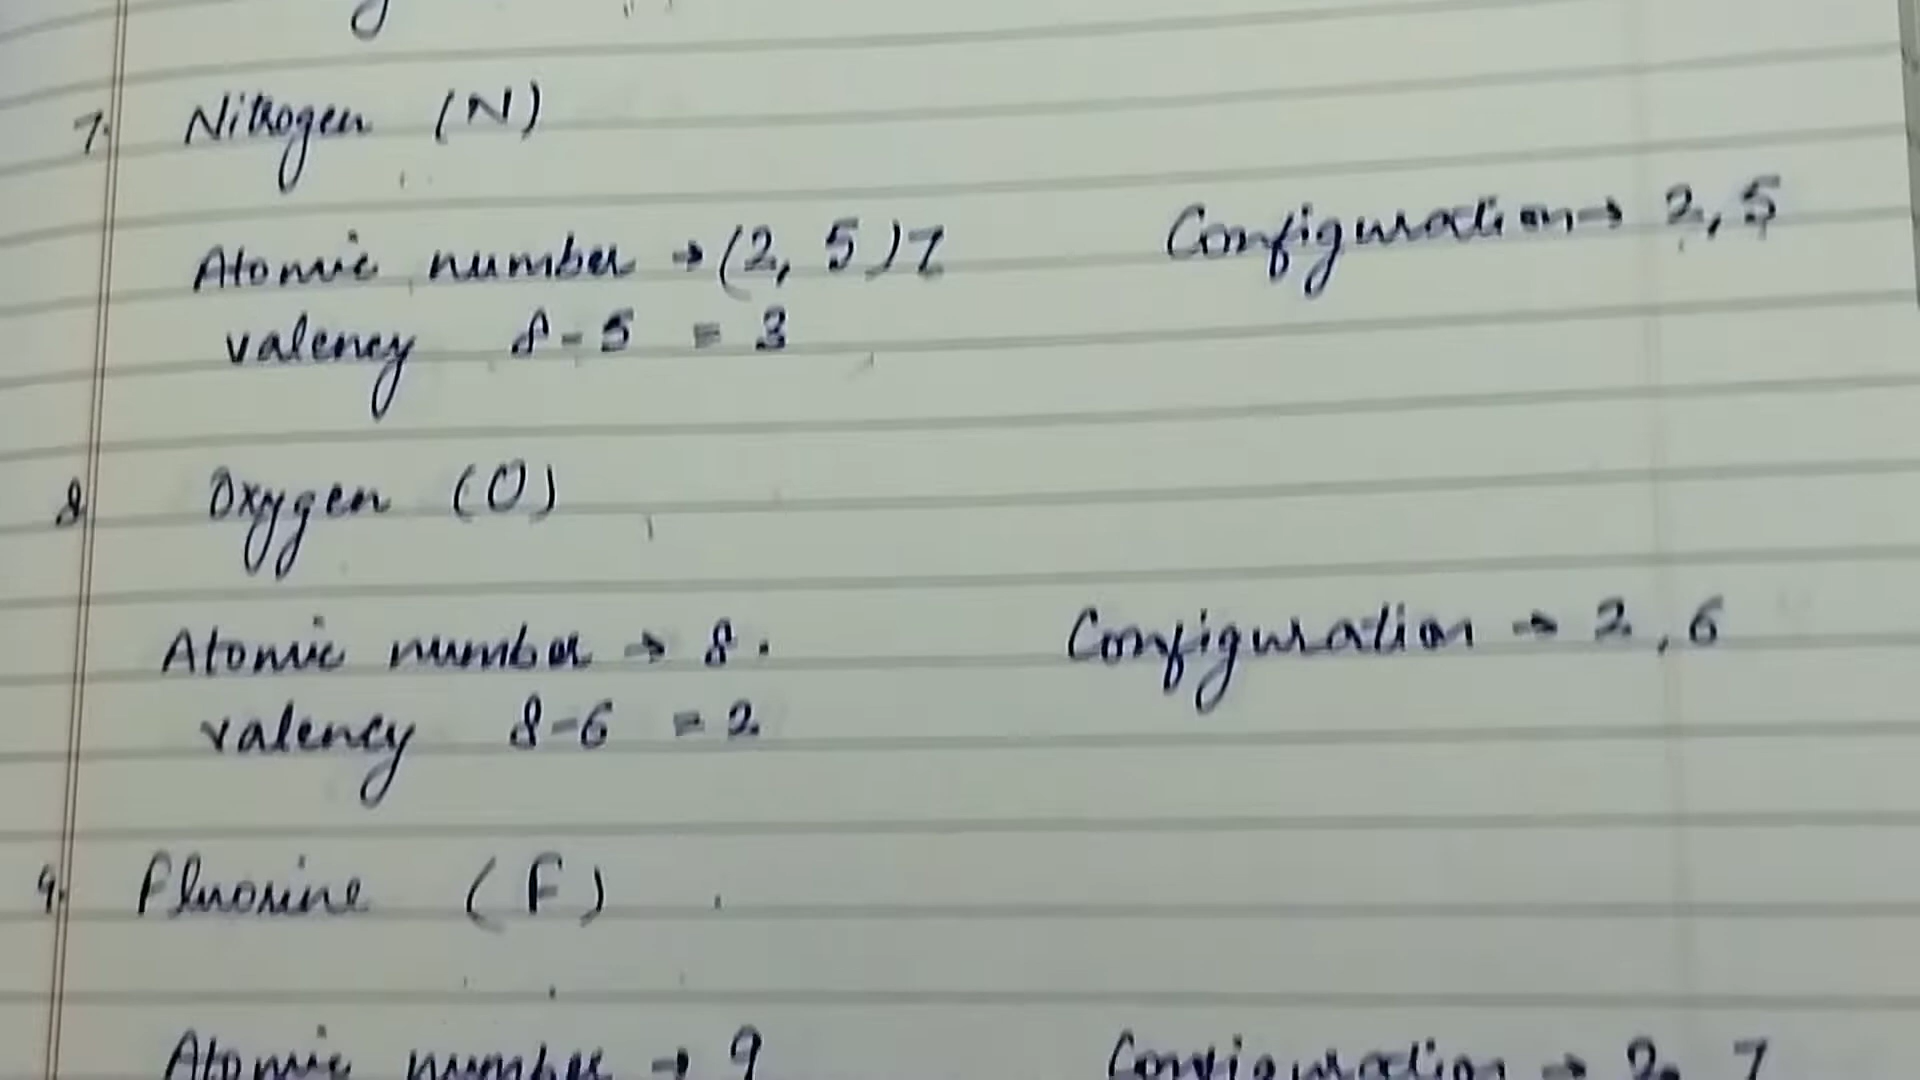 7. Nitrogen (N)
Atomic number → (2, 5) 7 Configuration → 2, 5
valency 8 - 5 = 3
8 Oxygen (O)
Atomic number → 8. Configuration → 2, 6
valency 8-6 = 2
9. Fluorine (F)
Atomic number → 9 Configuration → 2, 7